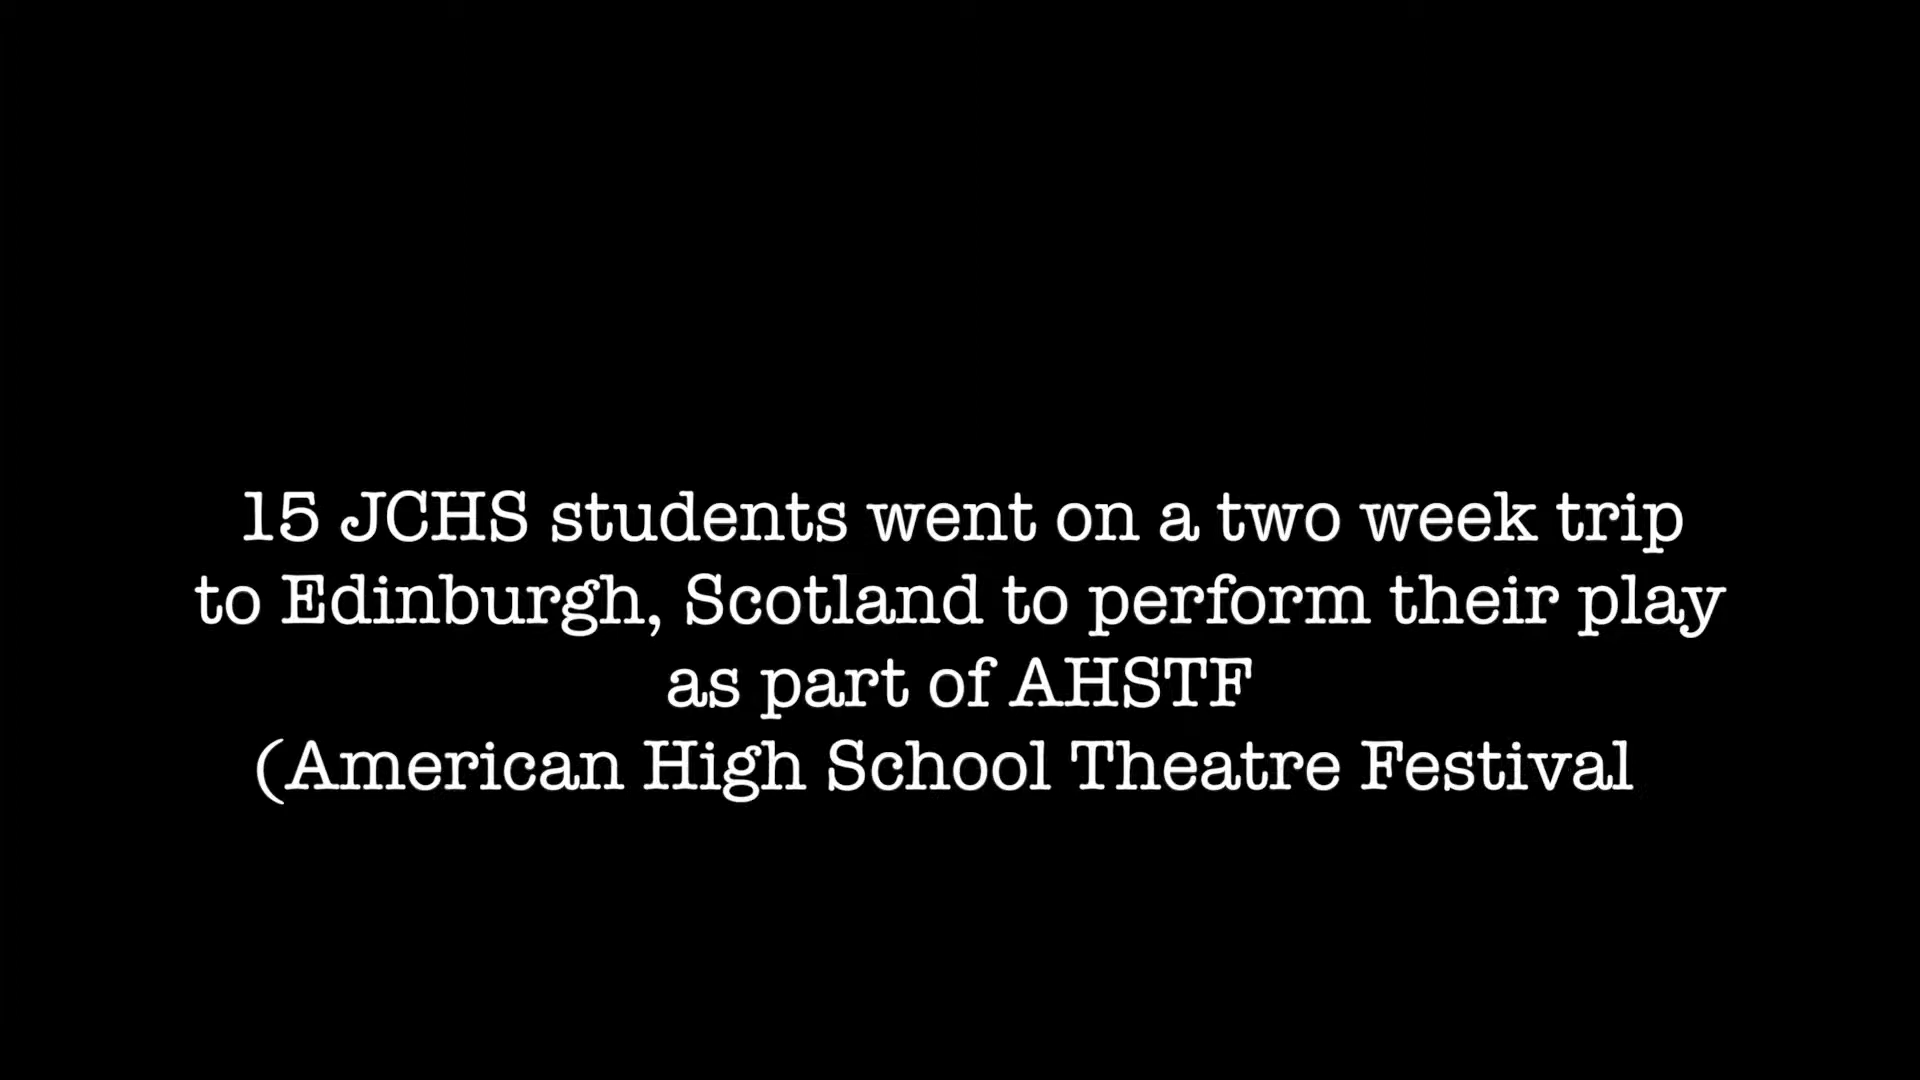 15 JCHS students went on a two week trip
to Edinburgh, Scotland to perform their play
as part of AHSTF
(American High School Theatre Festival